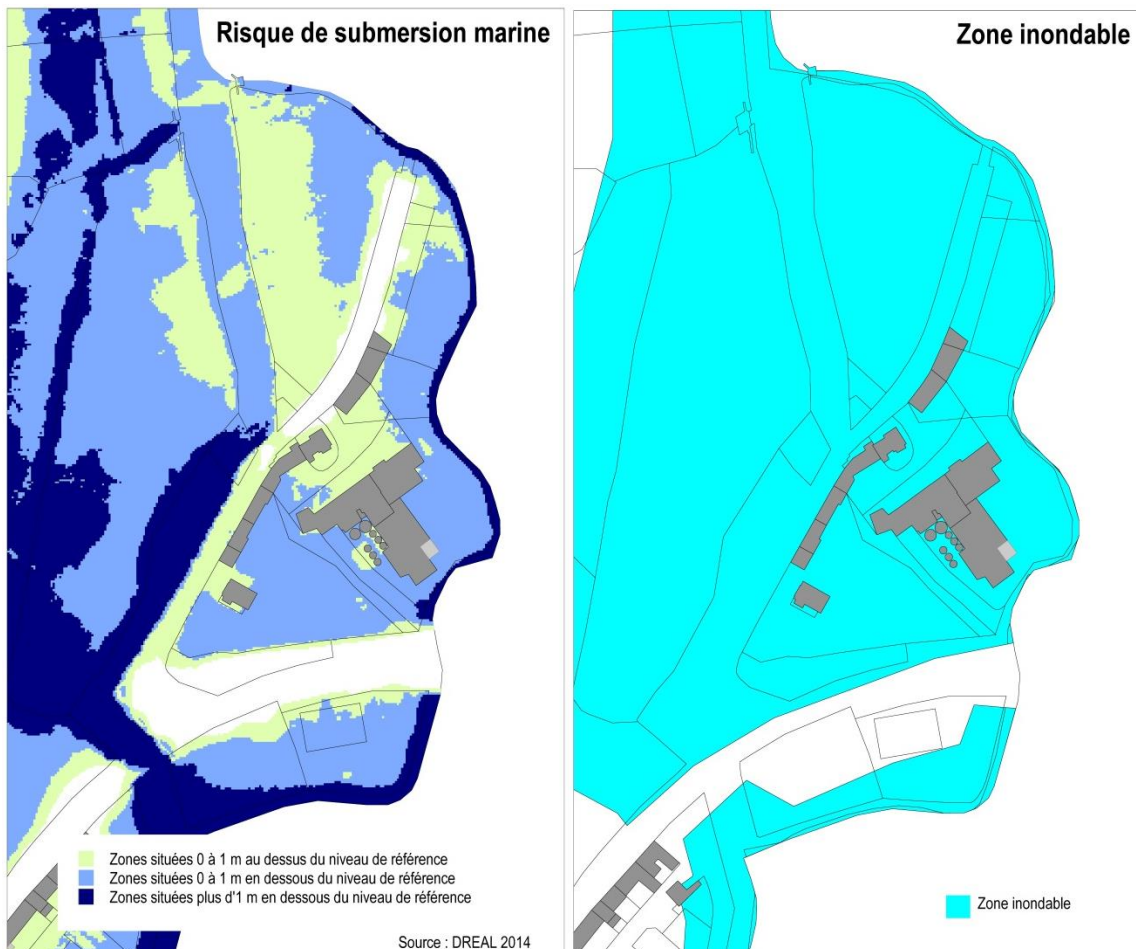 Risque de submersion marine
Zones situées 0 à 1 m au dessus du niveau de référence
Zones situées 0 à 1 m en dessous du niveau de référence
Zones situées plus d'1 m en dessous du niveau de référence
Source : DREAL 2014
Zone inondable
Zone inondable